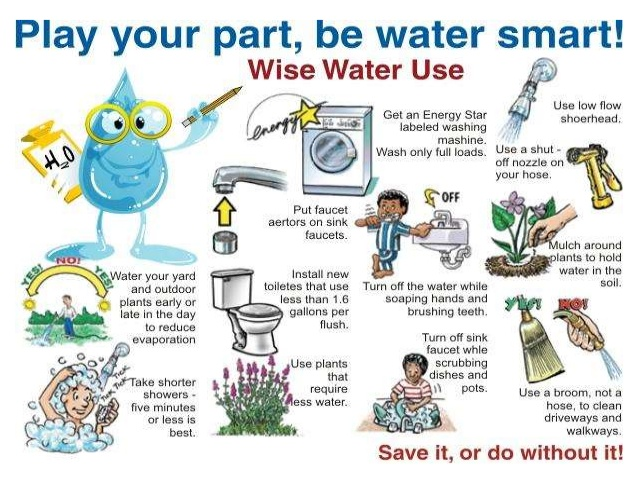 Play your part, be water smart!
Wise Water Use
H2O
energy
Get an Energy Star
labeled washing
mashine.
Wash only full loads.
Use low flow
shoerhead.
Use a shut -
off nozzle on
your hose.
Put faucet
aertors on sink
faucets.
OFF
Mulch around
plants to hold
water in the
soil.
YES! NO! YES!
Water your yard
and outdoor
plants early or
late in the day
to reduce
evaporation
Install new
toiletes that use
less than 1.6
gallons per
flush.
Turn off the water while
soaping hands and
brushing teeth.
YES! NO!
Tick
Tick
Tick
Take shorter
showers -
five minutes
or less is
best.
Use plants
that
require
less water.
Turn off sink
faucet whle
scrubbing
dishes and
pots.
Use a broom, not a
hose, to clean
driveways and
walkways.
Save it, or do without it!